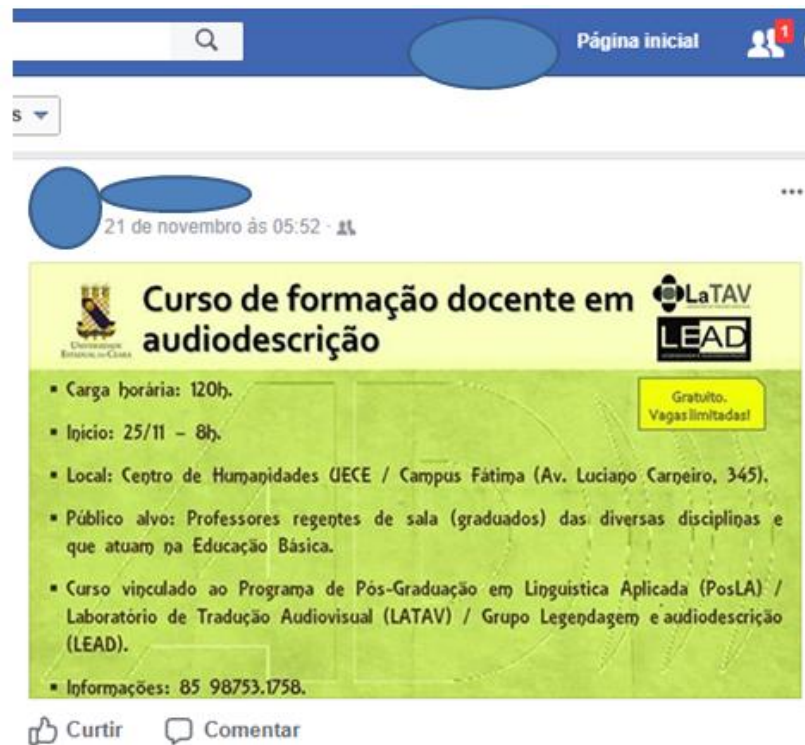 Página inicial
1
s
21 de novembro às 05:52
Curso de formação docente em
audiodescrição
UNIVERSIDADE
ESTADUAL DO CEARÁ
LaTAV
LEAD
Gratuito.
Vagas limitadas!
▪ Carga horária: 120h.
▪ Início: 25/11 – 8h.
▪ Local: Centro de Humanidades UECE / Campus Fátima (Av. Luciano Carneiro, 345).
▪ Público alvo: Professores regentes de sala (graduados) das diversas disciplinas e
que atuam na Educação Básica.
▪ Curso vinculado ao Programa de Pós-Graduação em Linguística Aplicada (PosLA) /
Laboratório de Tradução Audiovisual (LATAV) / Grupo Legendagem e audiodescrição
(LEAD).
▪ Informações: 85 98753.1758.
Curtir Comentar